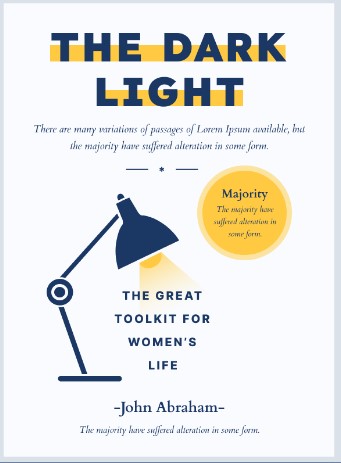 THE DARK
LIGHT
There are many variations of passages of Lorem Ipsum available, but
the majority have suffered alteration in some form.
*
Majority
The majority have
suffered alteration in
some form.
THE GREAT
TOOLKIT FOR
WOMEN'S
LIFE
-John Abraham-
The majority have suffered alteration in some form.